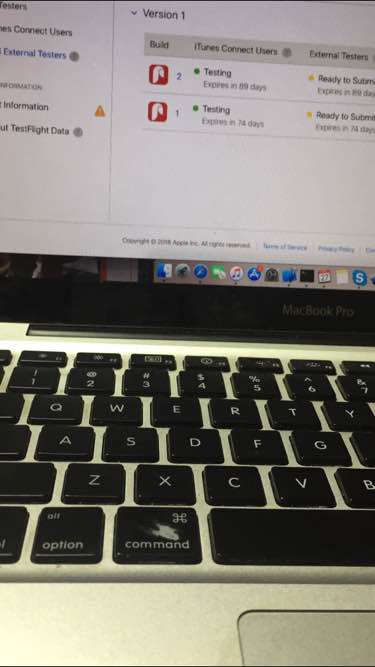 Testers
Version 1
nes Connect Users
Build iTunes Connect Users ? External Testers
External Testers ?
2 Testing Ready to Submi
Expires in 89 days Expires in 89 da
INFORMATION
t Information
1 Testing Ready to Submi
Expires in 74 days Expires in 74 da
ut TestFlight Data ?
Copyright © 2018 Apple Inc. All rights reserved. Terms of Service Privacy Policy
MacBook Pro
! @ # $ % ^ &
1 2 3 4 5 6 7
Q W E R T Y
A S D F G
Z X C V B
alt ⌘
option command